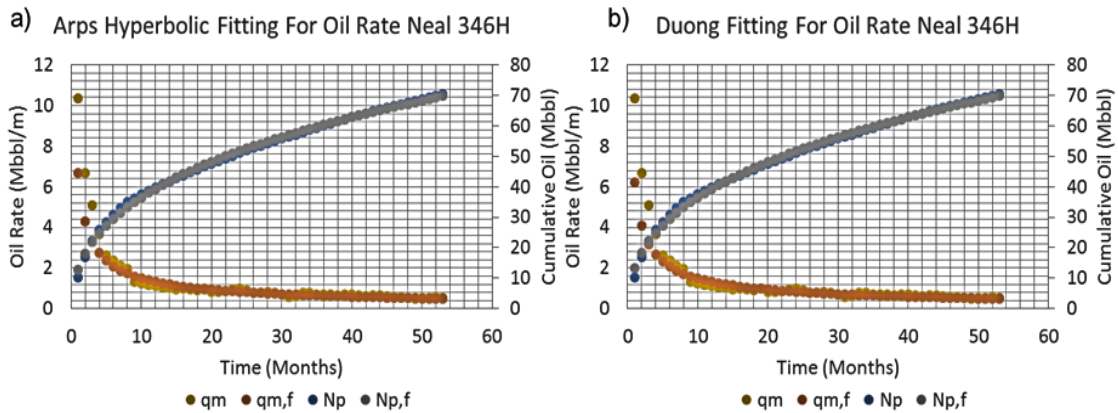 a) Arps Hyperbolic Fitting For Oil Rate Neal 346H
12
10
8
6
4
2
0
Oil Rate (Mbbl/m)
80
70
60
50
40
30
20
10
0
Cumulative Oil (Mbbl)
0 10 20 30 40 50 60
Time (Months)
qm qm,f Np Np,f
b) Duong Fitting For Oil Rate Neal 346H
12
10
8
6
4
2
0
Oil Rate (Mbbl/m)
80
70
60
50
40
30
20
10
0
Cumulative Oil (Mbbl)
0 10 20 30 40 50 60
Time (Months)
qm qm,f Np Np,f